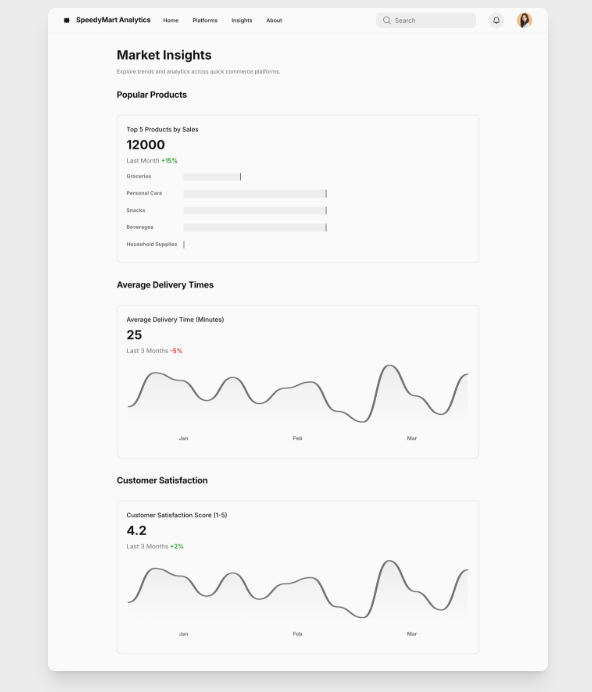 SpeedyMart Analytics Home Platforms Insights About Search
Market Insights
Explore trends and analytics across quick commerce platforms.
Popular Products
Top 5 Products by Sales
12000
Last Month +15%
Groceries
Personal Care
Snacks
Beverages
Household Supplies
Average Delivery Times
Average Delivery Time (Minutes)
25
Last 3 Months -5%
Jan Feb Mar
Customer Satisfaction
Customer Satisfaction Score (1-5)
4.2
Last 3 Months +2%
Jan Feb Mar